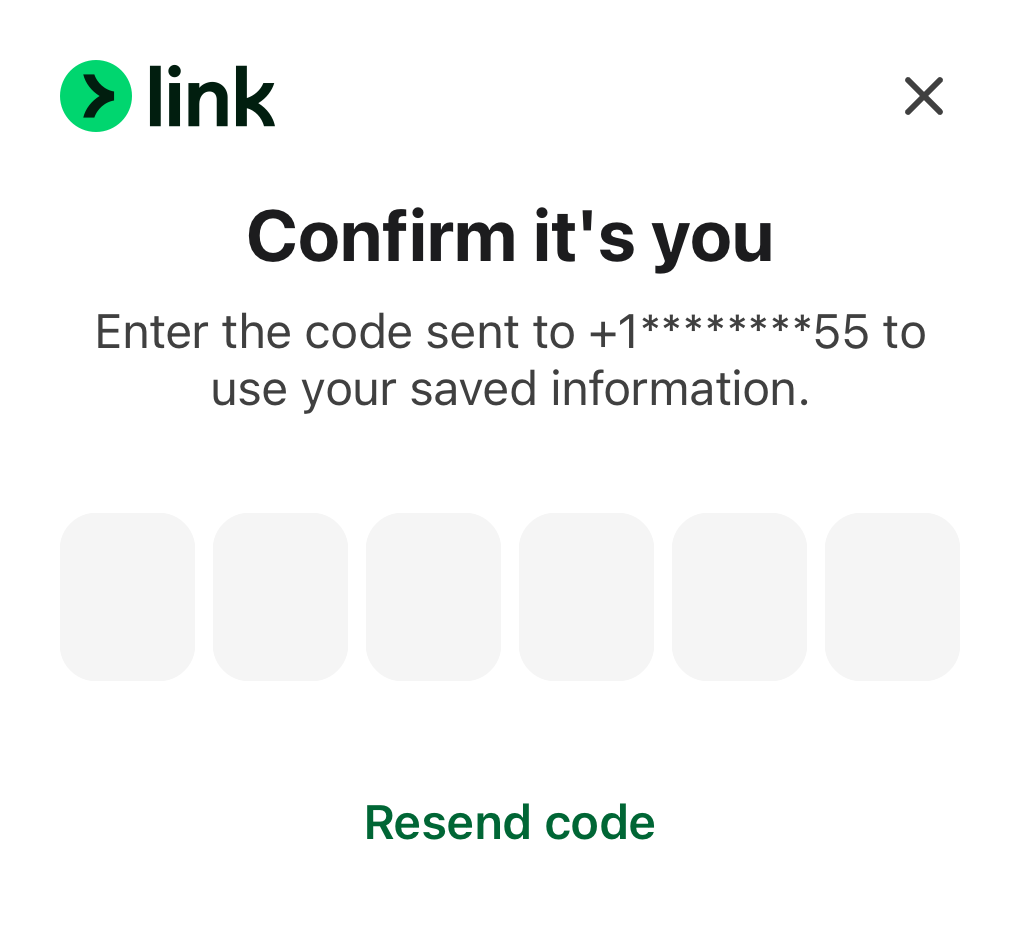 link
Confirm it's you
Enter the code sent to +1********55 to
use your saved information.
Resend code